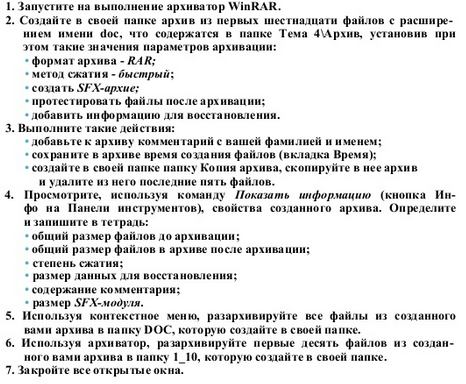 1. Запустите на выполнение архиватор WinRAR.
2. Создайте в своей папке архив из первых шестнадцати файлов с расшире-
нием имени doc, что содержатся в папке Тема 4\Архив, установив при
этом такие значения параметров архивации:
• формат архива - RAR;
• метод сжатия - быстрый;
• создать SFX-архив;
• протестировать файлы после архивации;
• добавить информацию для восстановления.
3. Выполните такие действия:
• добавьте к архиву комментарий с вашей фамилией и именем;
• сохраните в архиве время создания файлов (вкладка Время);
• создайте в своей папке папку Копия архива, скопируйте в нее архив
и удалите из него последние пять файлов.
4. Просмотрите, используя команду Показать информацию (кнопка Ин-
фо на Панели инструментов), свойства созданного архива. Определите
и запишите в тетрадь:
• общий размер файлов до архивации;
• общий размер файлов в архиве после архивации;
• степень сжатия;
• размер данных для восстановления;
• содержание комментария;
• размер SFX-модуля.
5. Используя контекстное меню, разархивируйте все файлы из созданного
вами архива в папку DOC, которую создайте в своей папке.
6. Используя архиватор, разархивируйте первые десять файлов из создан-
ного вами архива в папку 1_10, которую создайте в своей папке.
7. Закройте все открытые окна.